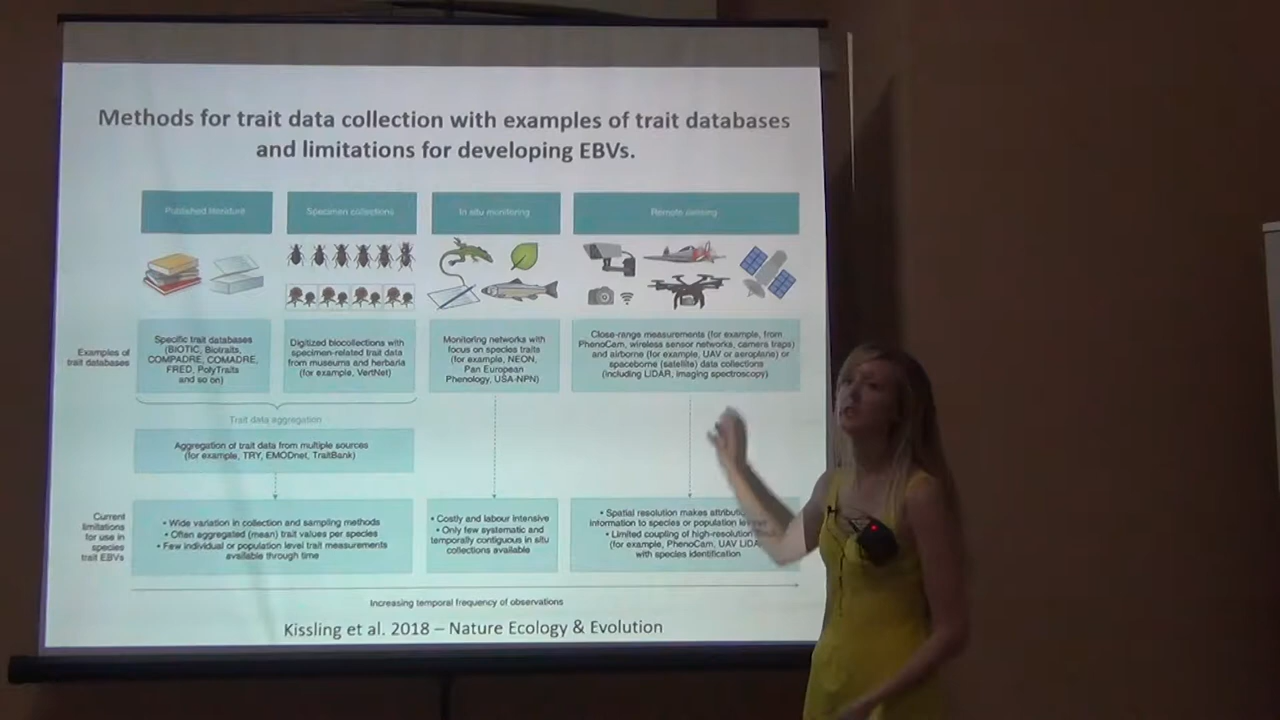 Methods for trait data collection with examples of trait databases
and limitations for developing EBVs.
Published literature
Specimen collections
In situ monitoring
Remote sensing
Examples of
trait databases
Specific trait databases
(BIOTIC, Biotraits,
COMPADRE, COMADRE,
FRED, PolyTraits
and so on)
Digitized biocollections with
specimen-related trait data
from museums and herbaria
(for example, VertNet)
Monitoring networks with
focus on species traits
(for example, NEON,
Pan European
Phenology, USA-NPN)
Close-range measurements (for example, from
PhenoCam, wireless sensor networks, camera traps)
and airborne (for example, UAV or aeroplane) or
spaceborne (satellite) data collections
(including LIDAR, imaging spectroscopy)
Trait data aggregation
Aggregation of trait data from multiple sources
(for example, TRY, EMODnet, TraitBank)
Current
limitations
for use in
species
trait EBVs
• Wide variation in collection and sampling methods
• Often aggregated (mean) trait values per species
• Few individual or population level trait measurements
available through time
• Costly and labour intensive
• Only few systematic and
temporally contiguous in situ
collections available
• Spatial resolution makes
information to species or population
• Limited coupling of high-resolution
(for example, PhenoCam, UAV
with species identification
Increasing temporal frequency of observations
Kissling et al. 2018 – Nature Ecology & Evolution